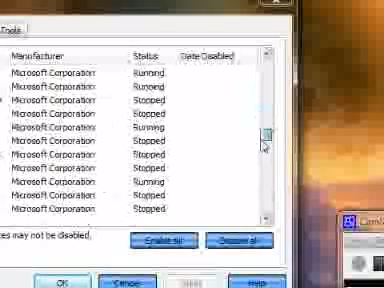 Tools
Manufacturer Status Date Disabled
Microsoft Corporation Running
Microsoft Corporation Running
Microsoft Corporation Stopped
Microsoft Corporation Stopped
Microsoft Corporation Running
Microsoft Corporation Stopped
Microsoft Corporation Stopped
Microsoft Corporation Stopped
Microsoft Corporation Running
Microsoft Corporation Stopped
Microsoft Corporation Stopped
may not be disabled.
Enable all Disable all
OK Cancel Help